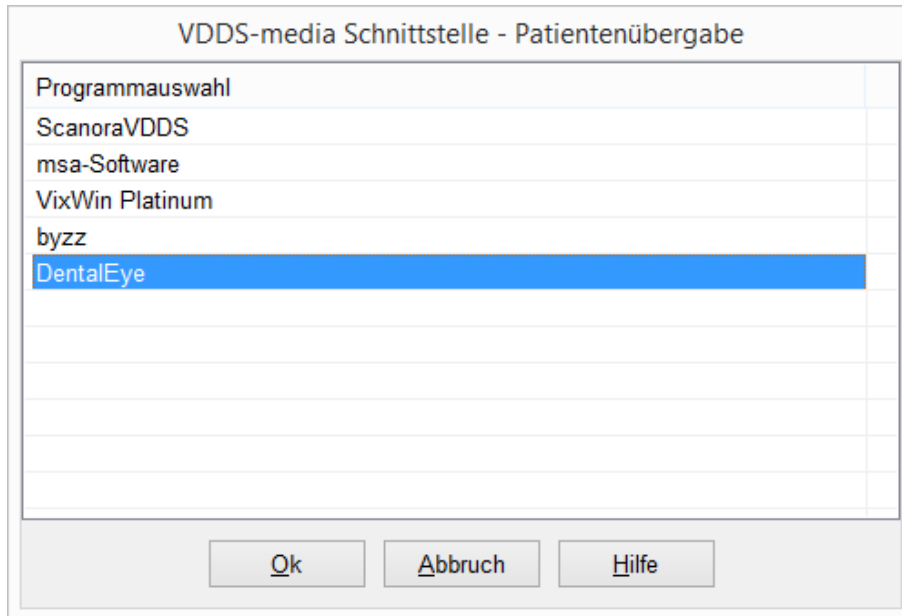 VDDS-media Schnittstelle - Patientenübergabe
Programmauswahl
ScanoraVDDS
msa-Software
VixWin Platinum
byzz
DentalEye
Ok Abbruch Hilfe